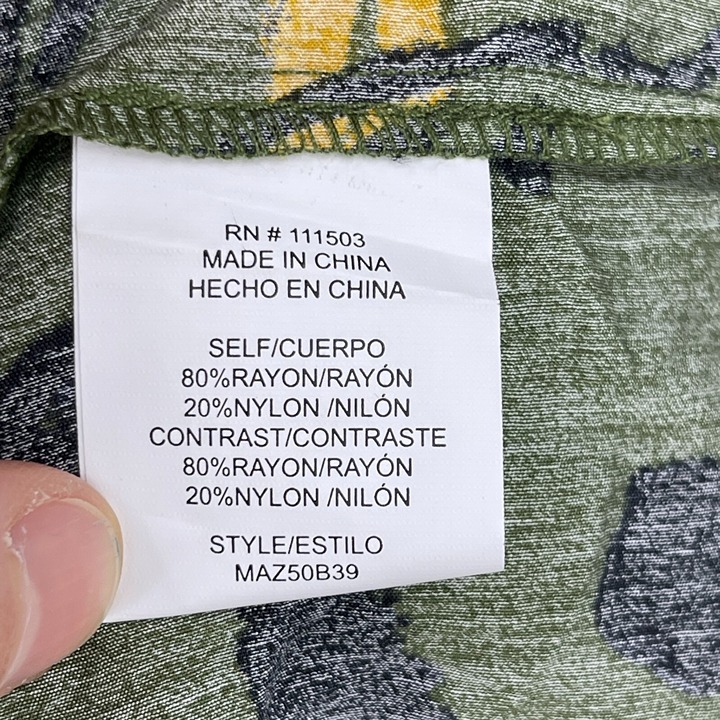 RN # 111503
MADE IN CHINA
HECHO EN CHINA
SELF/CUERPO
80%RAYON/RAYÓN
20%NYLON /NILÓN
CONTRAST/CONTRASTE
80%RAYON/RAYÓN
20%NYLON /NILÓN
STYLE/ESTILO
MAZ50B39